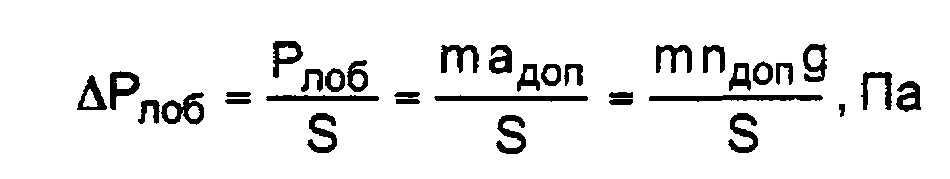 ΔPлоб = Pлоб / S = m aдоп / S = m nдоп g / S , Па